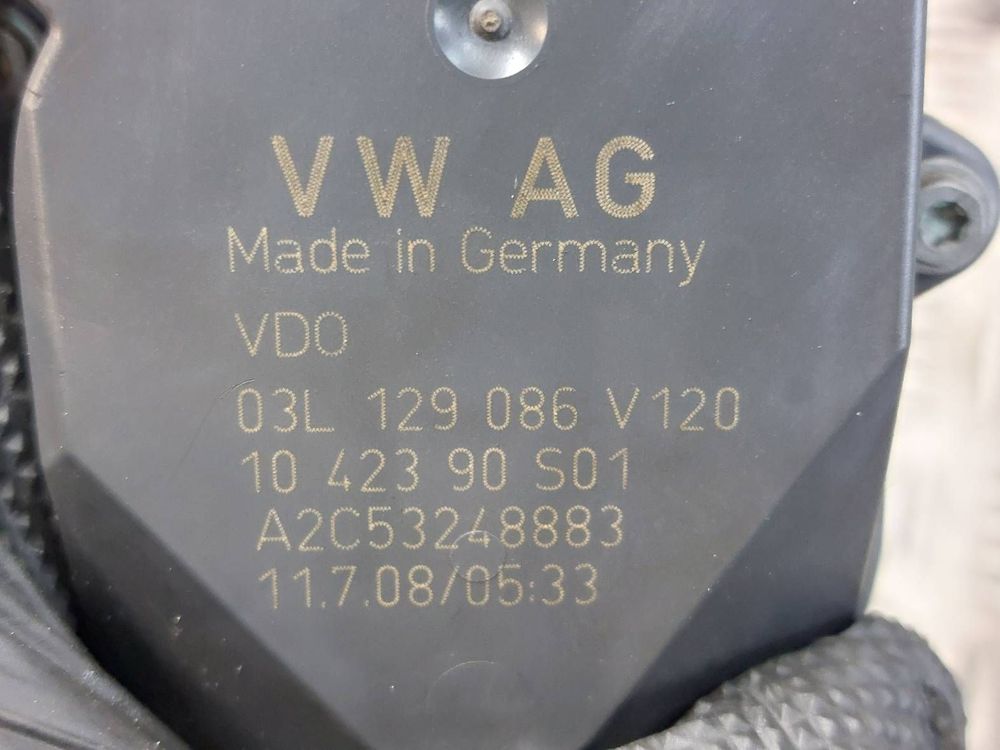 VW AG
Made in Germany
VDO
03L 129 086 V120
10 423 90 S01
A2C53248883
11.7.08/05:33